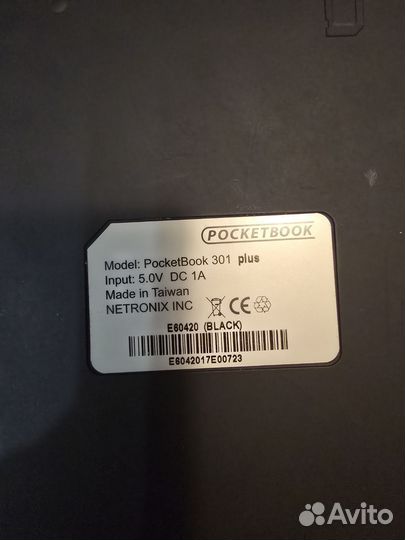 POCKETBOOK
Model: PocketBook 301 plus
Input: 5.0V DC 1A
Made in Taiwan
NETRONIX INC
CE
E60420 (BLACK)
E6042017E00723
Avito